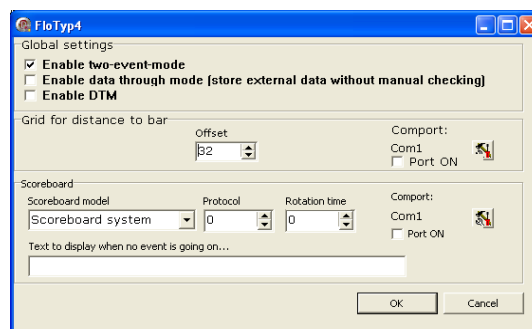 FloTyp4
Global settings
Enable two-event-mode
Enable data through mode (store external data without manual checking)
Enable DTM
Grid for distance to bar
Offset
32
Comport:
Com1
Port ON
Scoreboard
Scoreboard model
Protocol
Rotation time
Comport:
Scoreboard system
0
0
Com1
Port ON
Text to display when no event is going on...
OK
Cancel